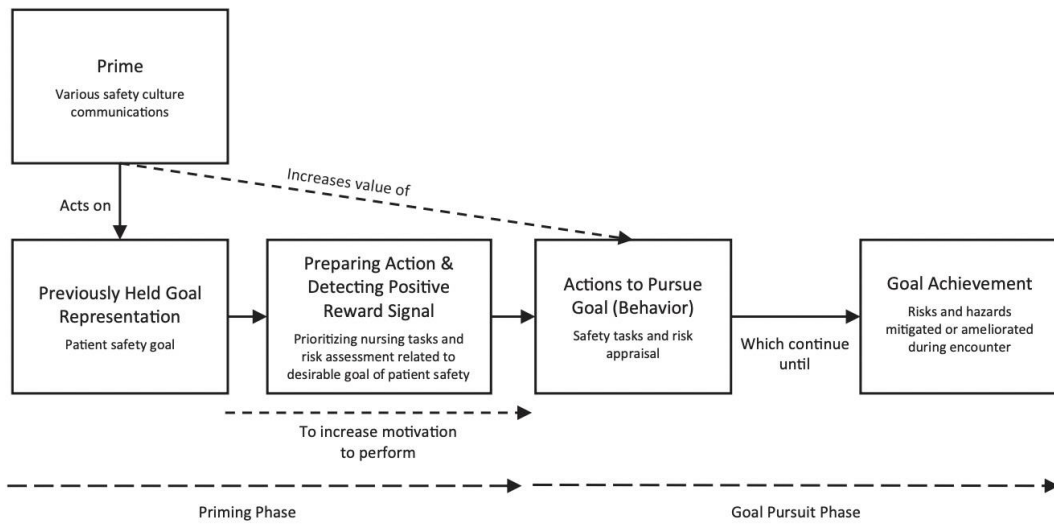 Prime
Various safety culture
communications
Increases value of
Acts on
Previously Held Goal
Representation
Patient safety goal
Preparing Action &
Detecting Positive
Reward Signal
Prioritizing nursing tasks and
risk assessment related to
desirable goal of patient safety
Actions to Pursue
Goal (Behavior)
Safety tasks and risk
appraisal
Which continue
until
Goal Achievement
Risks and hazards
mitigated or ameliorated
during encounter
To increase motivation
to perform
Priming Phase
Goal Pursuit Phase